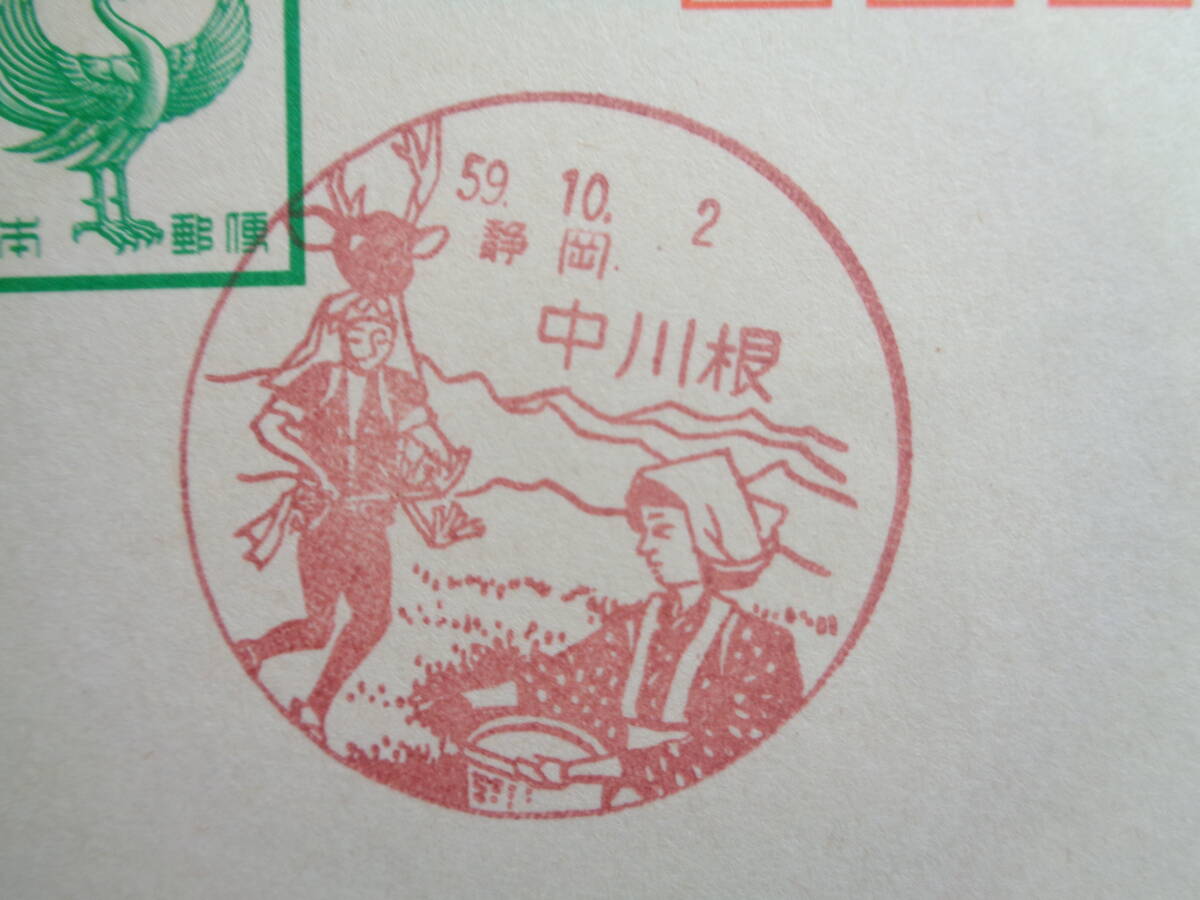 郵便
59. 10. 2
静岡
中川根